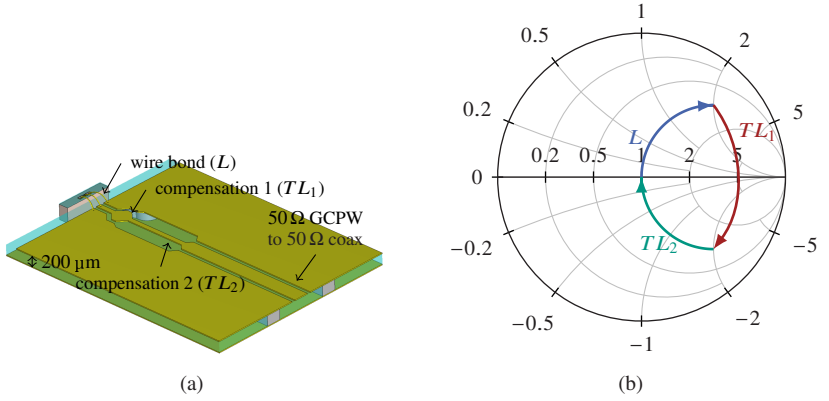 wire bond (L)
compensation 1 (TL₁)
50 Ω GCPW
to 50 Ω coax
200 µm
compensation 2 (TL₂)
(a)
1
0.5
2
0.2
5
L
TL₁
0
0.2
0.5
1
2
5
TL₂
−0.2
−5
−0.5
−2
−1
(b)